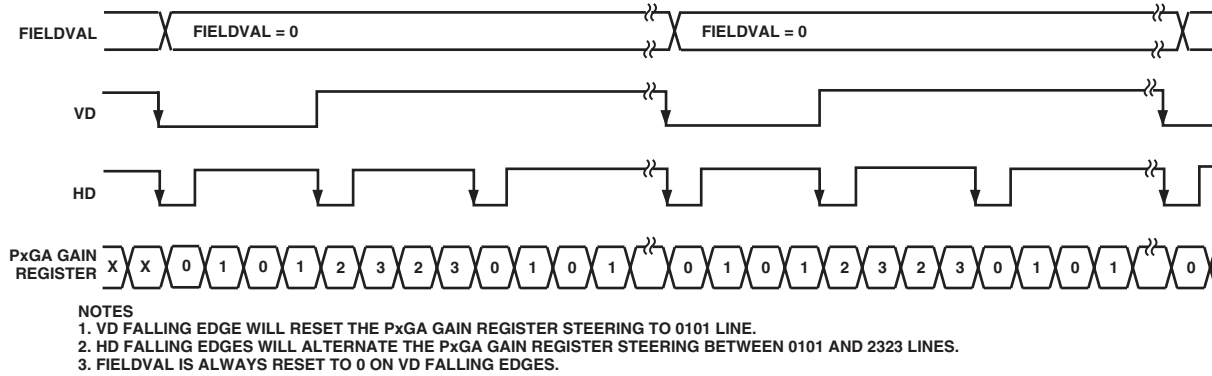 FIELDVAL FIELDVAL = 0 FIELDVAL = 0
VD
HD
PxGA GAIN REGISTER X X 0 1 0 1 2 3 2 3 0 1 0 1 0 1 0 1 2 3 2 3 0 1 0 1 0
NOTES
1. VD FALLING EDGE WILL RESET THE PxGA GAIN REGISTER STEERING TO 0101 LINE.
2. HD FALLING EDGES WILL ALTERNATE THE PxGA GAIN REGISTER STEERING BETWEEN 0101 AND 2323 LINES.
3. FIELDVAL IS ALWAYS RESET TO 0 ON VD FALLING EDGES.